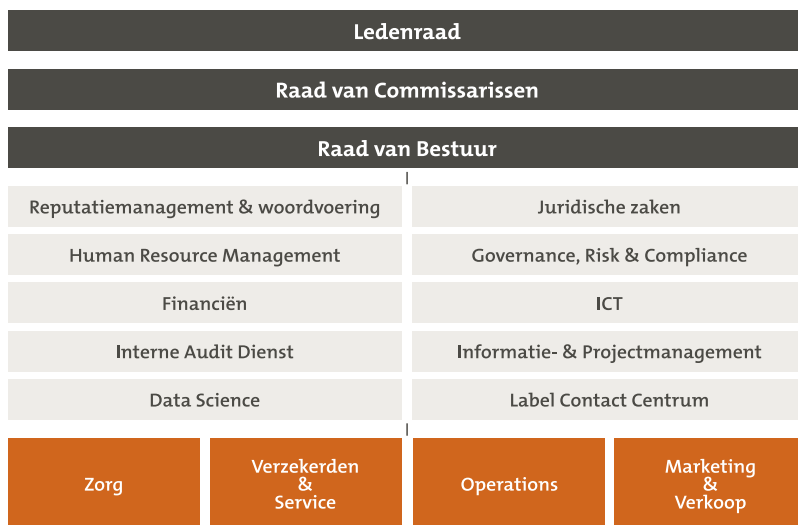 Ledenraad
Raad van Commissarissen
Raad van Bestuur
Reputatiemanagement & woordvoering
Juridische zaken
Human Resource Management
Governance, Risk & Compliance
Financiën
ICT
Interne Audit Dienst
Informatie- & Projectmanagement
Data Science
Label Contact Centrum
Zorg
Verzekerden
&
Service
Operations
Marketing
&
Verkoop